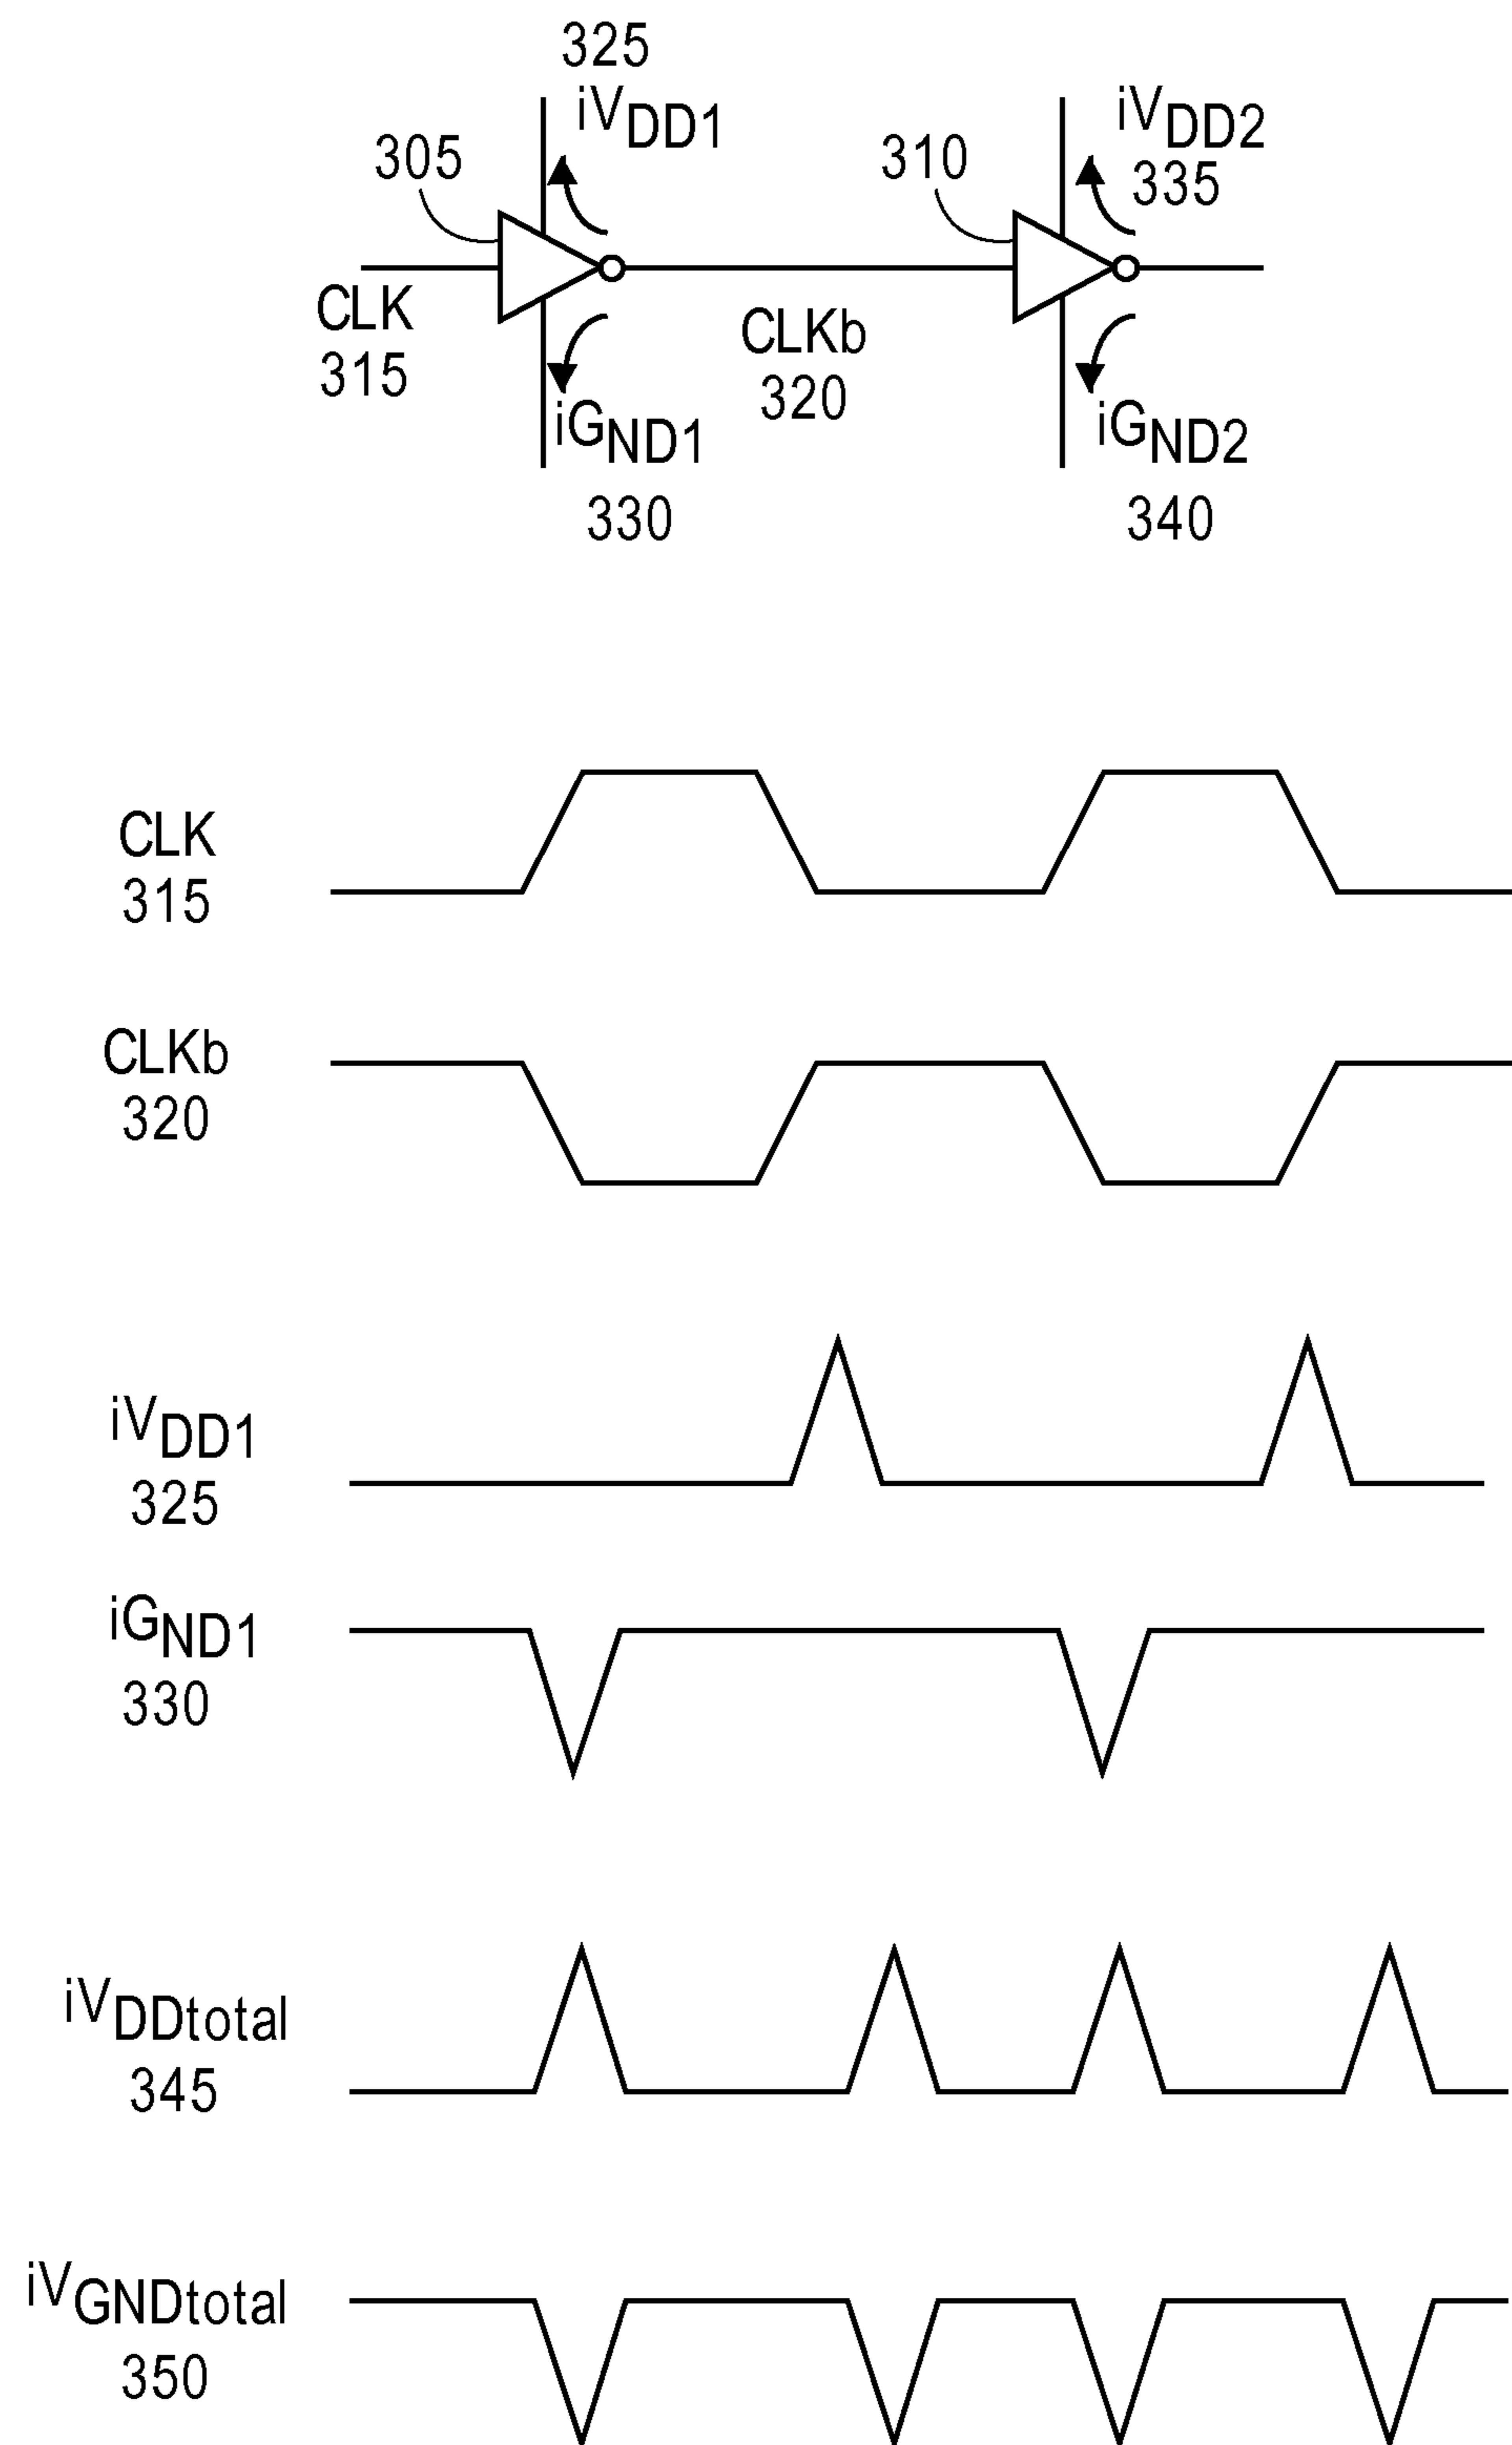 325
iVDD1
iVDD2
305
310
335
CLK
315
CLKb
320
iGND1
iGND2
330
340
CLK
315
CLKb
320
iVDD1
325
iGND1
330
iVDDtotal
345
iVGNDtotal
350